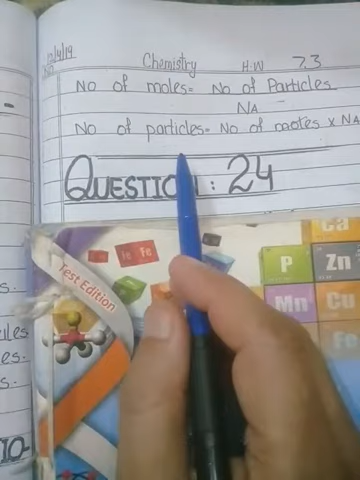 Chemistry H.W 7.3
No of moles= No of Particles
NA
No of particles= No of moles x NA
QUESTION: 24
Test Edition
Ca
P Zn
Mn Cu
Fe